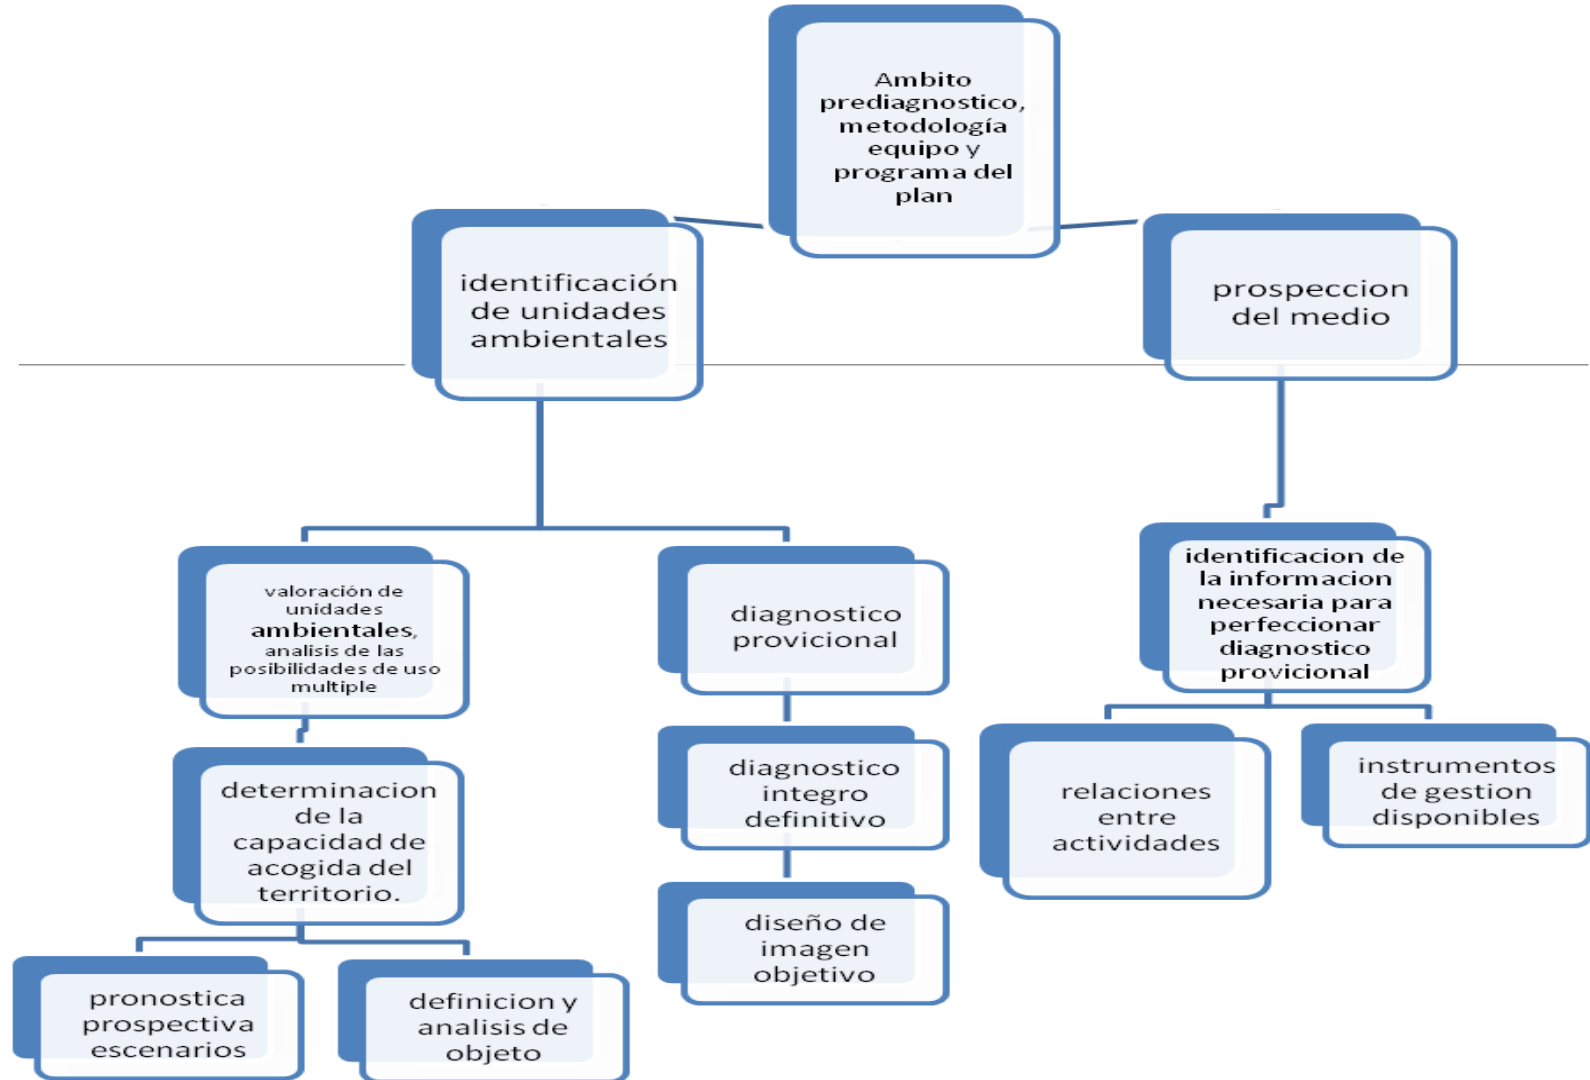 Ambito
prediagnostico,
metodología
equipo y
programa del
plan
identificación
de unidades
ambientales
prospeccion
del medio
valoración de
unidades
ambientales,
analisis de las
posibilidades de uso
multiple
diagnostico
provicional
identificacion de
la informacion
necesaria para
perfeccionar
diagnostico
provicional
determinacion
de la
capacidad de
acogida del
territorio.
diagnostico
integro
definitivo
relaciones
entre
actividades
instrumentos
de gestion
disponibles
diseño de
imagen
objetivo
pronostica
prospectiva
escenarios
definicion y
analisis de
objeto